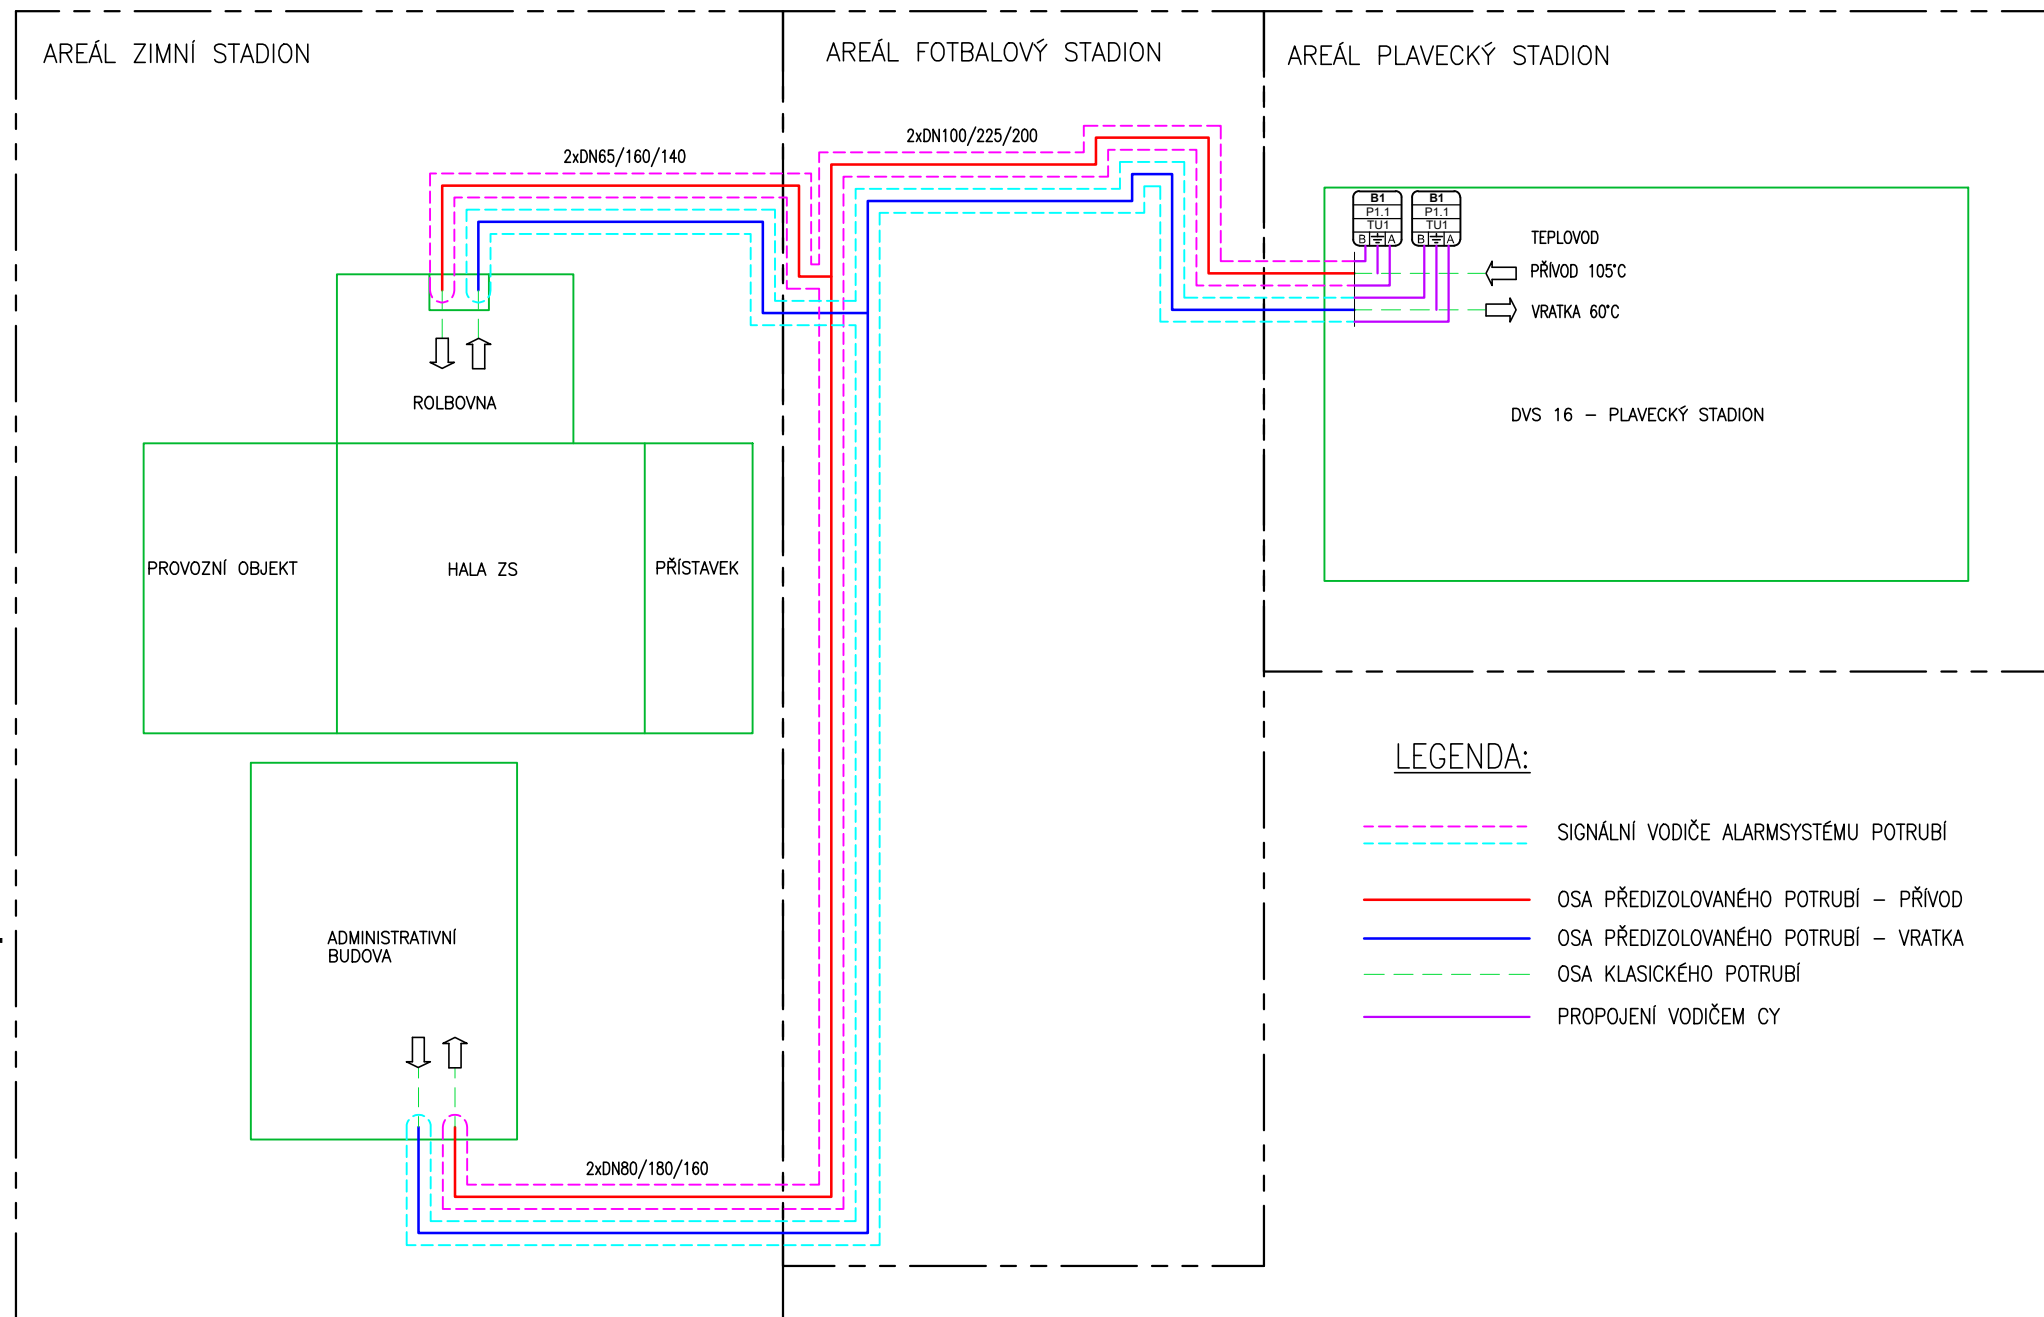 AREÁL ZIMNÍ STADION
AREÁL FOTBALOVÝ STADION
AREÁL PLAVECKÝ STADION
2xDN65/160/140
2xDN100/225/200
B1
P1.1
TU1
B A
B1
P1.1
TU1
B A
TEPLOVOD
PŘÍVOD 105°C
VRATKA 60°C
ROLBOVNA
DVS 16 – PLAVECKÝ STADION
PROVOZNÍ OBJEKT
HALA ZS
PŘÍSTAVEK
LEGENDA:
SIGNÁLNÍ VODIČE ALARMSYSTÉMU POTRUBÍ
OSA PŘEDIZOLOVANÉHO POTRUBÍ – PŘÍVOD
OSA PŘEDIZOLOVANÉHO POTRUBÍ – VRATKA
OSA KLASICKÉHO POTRUBÍ
PROPOJENÍ VODIČEM CY
ADMINISTRATIVNÍ
BUDOVA
2xDN80/180/160